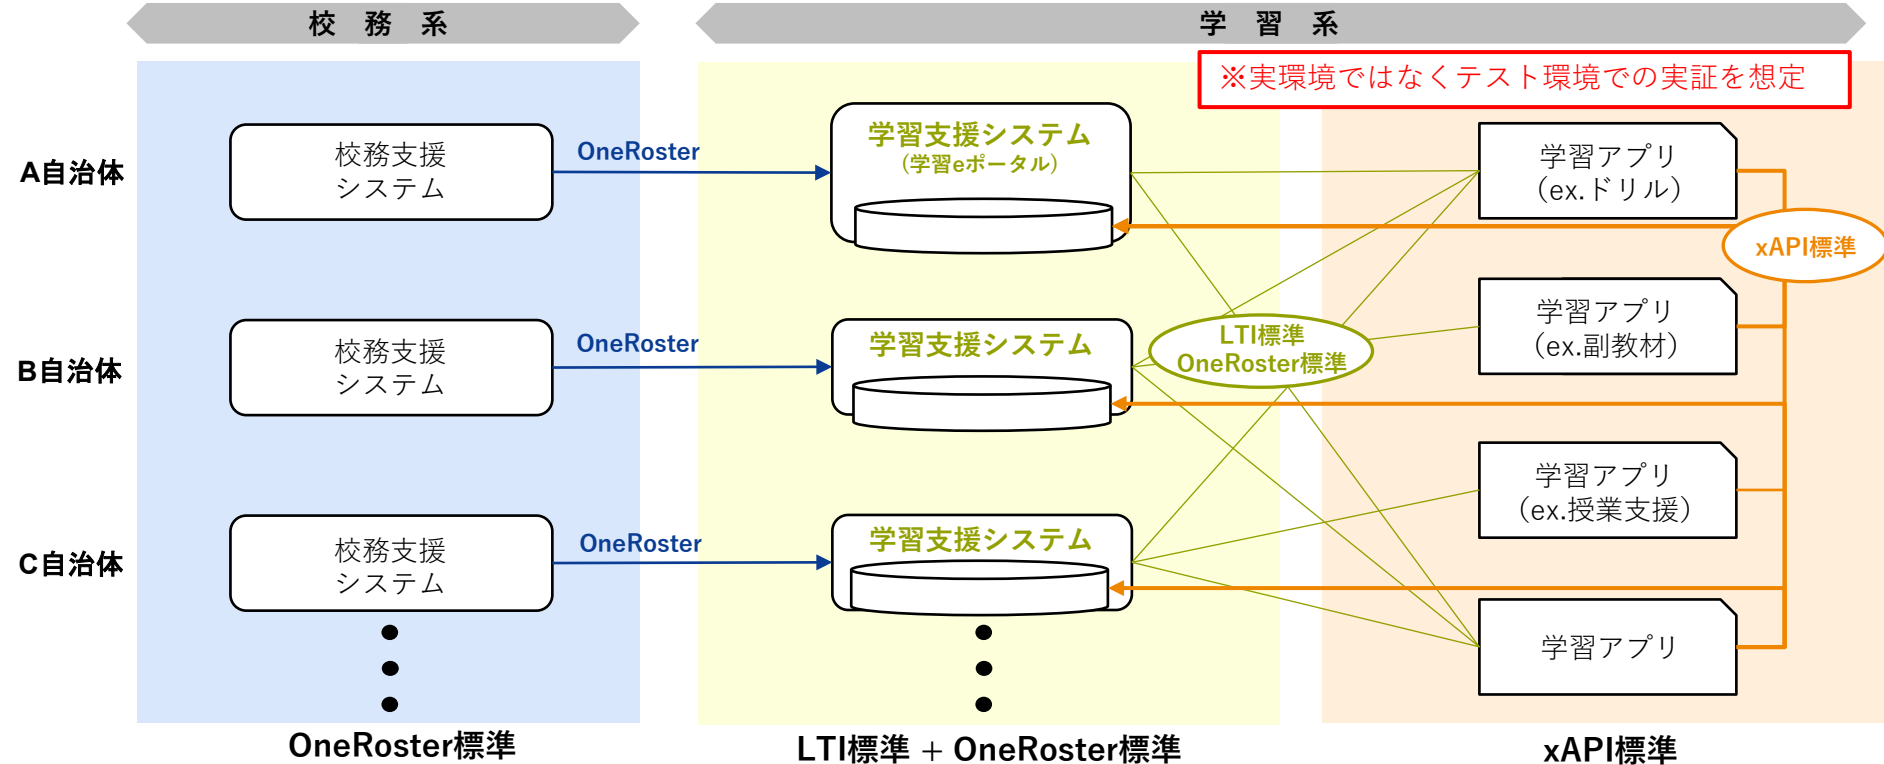 校 務 系
学 習 系
※実環境ではなくテスト環境での実証を想定
A自治体
校務支援
システム
OneRoster
学習支援システム
(学習eポータル)
学習アプリ
(ex.ドリル)
xAPI標準
B自治体
校務支援
システム
OneRoster
学習支援システム
LTI標準
OneRoster標準
学習アプリ
(ex.副教材)
C自治体
校務支援
システム
OneRoster
学習支援システム
学習アプリ
(ex.授業支援)
学習アプリ
OneRoster標準
LTI標準 + OneRoster標準
xAPI標準